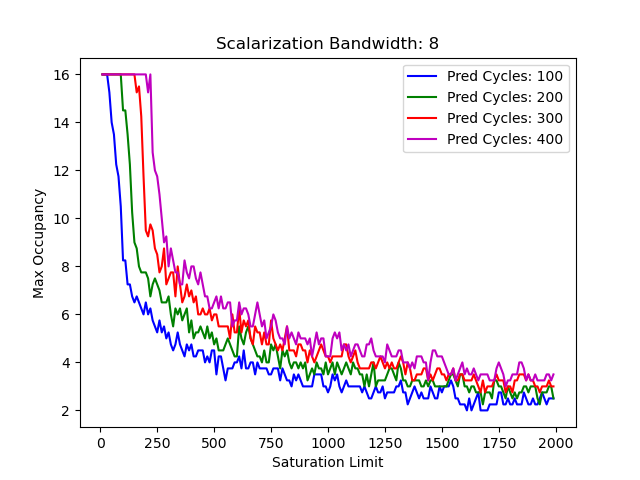 Scalarization Bandwidth: 8
Pred Cycles: 100
Pred Cycles: 200
Pred Cycles: 300
Pred Cycles: 400
Max Occupancy
16
14
12
10
8
6
4
2
0 250 500 750 1000 1250 1500 1750 2000
Saturation Limit